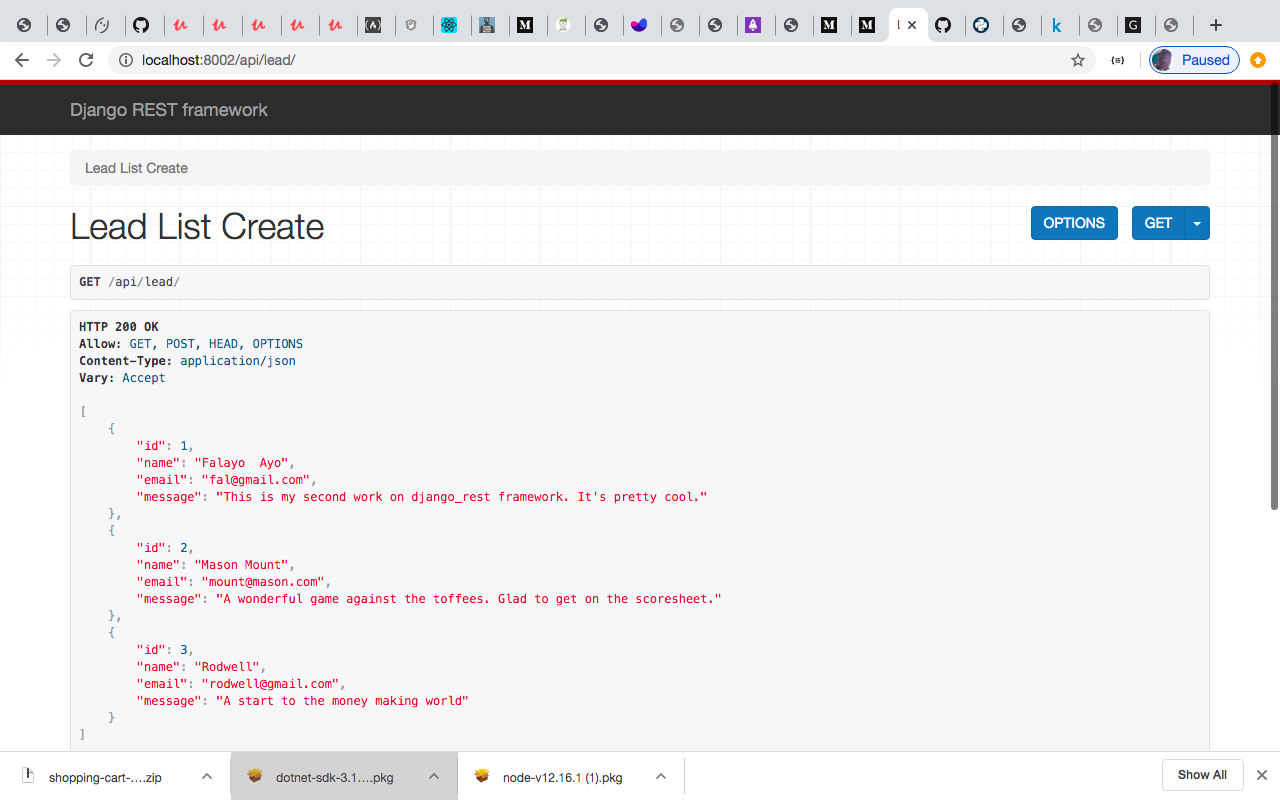 l
G
localhost:8002/api/lead/
Paused
Django REST framework
Lead List Create
Lead List Create
OPTIONS
GET
GET /api/lead/
HTTP 200 OK
Allow: GET, POST, HEAD, OPTIONS
Content-Type: application/json
Vary: Accept
[
    {
        "id": 1,
        "name": "Falayo  Ayo",
        "email": "fal@gmail.com",
        "message": "This is my second work on django_rest framework. It's pretty cool."
    },
    {
        "id": 2,
        "name": "Mason Mount",
        "email": "mount@mason.com",
        "message": "A wonderful game against the toffees. Glad to get on the scoresheet."
    },
    {
        "id": 3,
        "name": "Rodwell",
        "email": "rodwell@gmail.com",
        "message": "A start to the money making world"
    }
]
shopping-cart-....zip
dotnet-sdk-3.1....pkg
node-v12.16.1 (1).pkg
Show All